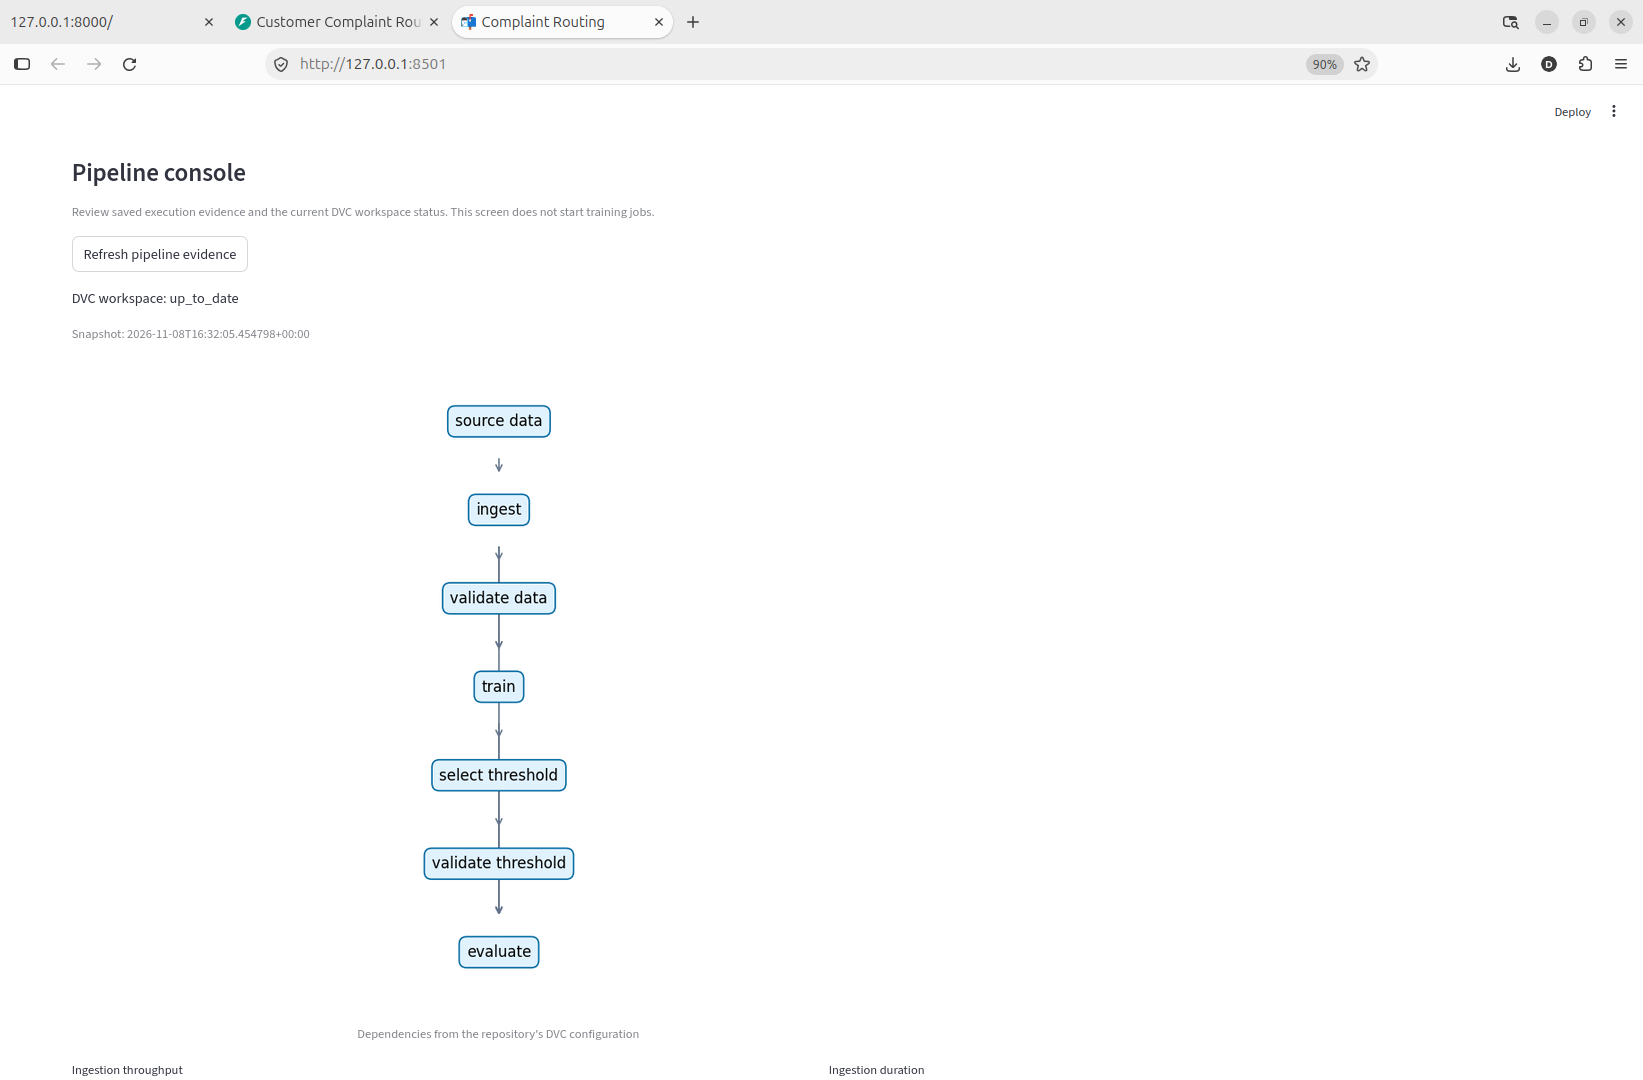 127.0.0.1:8000/
Customer Complaint Rou
Complaint Routing
http://127.0.0.1:8501
90%
D
Deploy
Pipeline console
Review saved execution evidence and the current DVC workspace status. This screen does not start training jobs.
Refresh pipeline evidence
DVC workspace: up_to_date
Snapshot: 2026-11-08T16:32:05.454798+00:00
source data
ingest
validate data
train
select threshold
validate threshold
evaluate
Dependencies from the repository's DVC configuration
Ingestion throughput
Ingestion duration